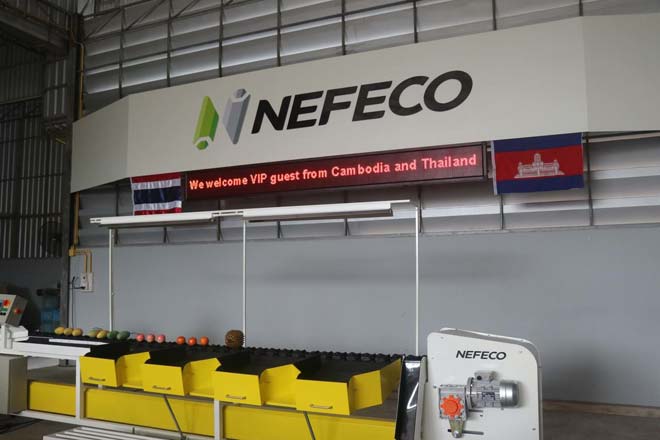 NEFECO
We welcome VIP guest from Cambodia and Thailand
NEFECO